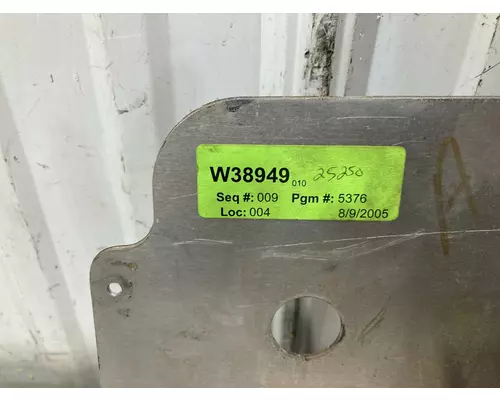 W38949 010 25250
Seq #: 009 Pgm #: 5376
Loc: 004 8/9/2005
A